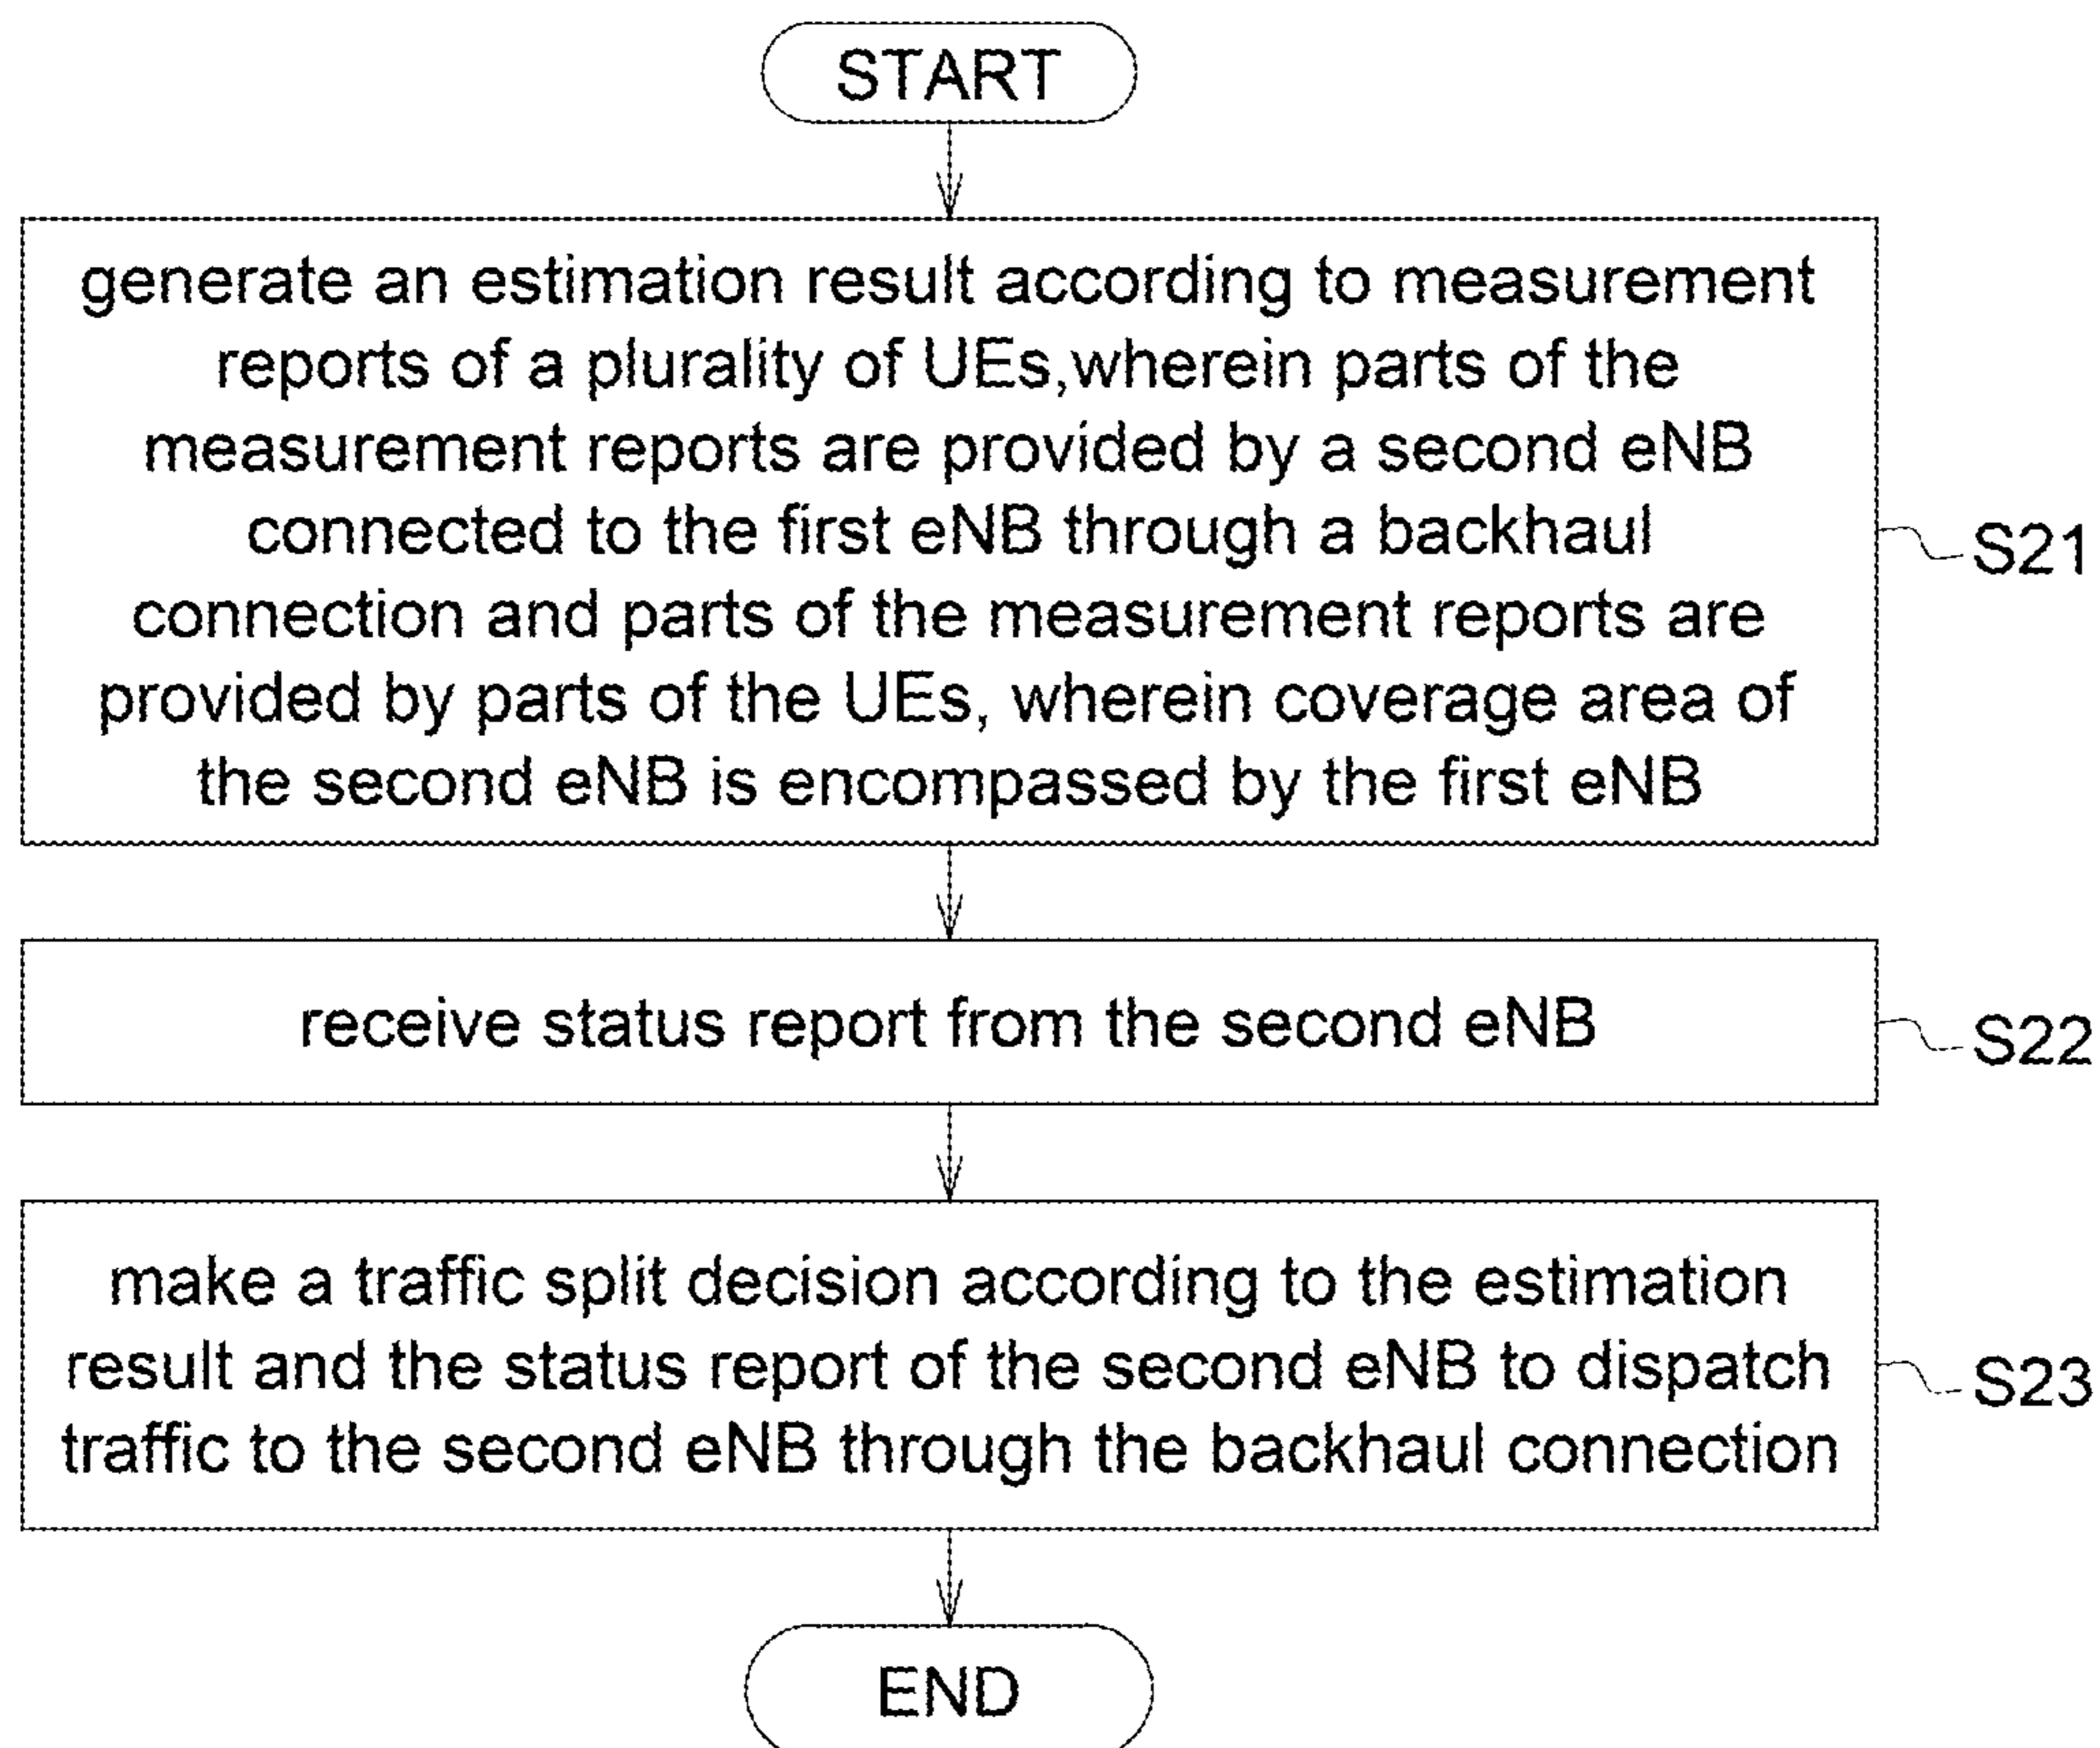 START
generate an estimation result according to measurement
reports of a plurality of UEs,wherein parts of the
measurement reports are provided by a second eNB
connected to the first eNB through a backhaul
connection and parts of the measurement reports are
provided by parts of the UEs, wherein coverage area of
the second eNB is encompassed by the first eNB
S21
receive status report from the second eNB
S22
make a traffic split decision according to the estimation
result and the status report of the second eNB to dispatch
traffic to the second eNB through the backhaul connection
S23
END